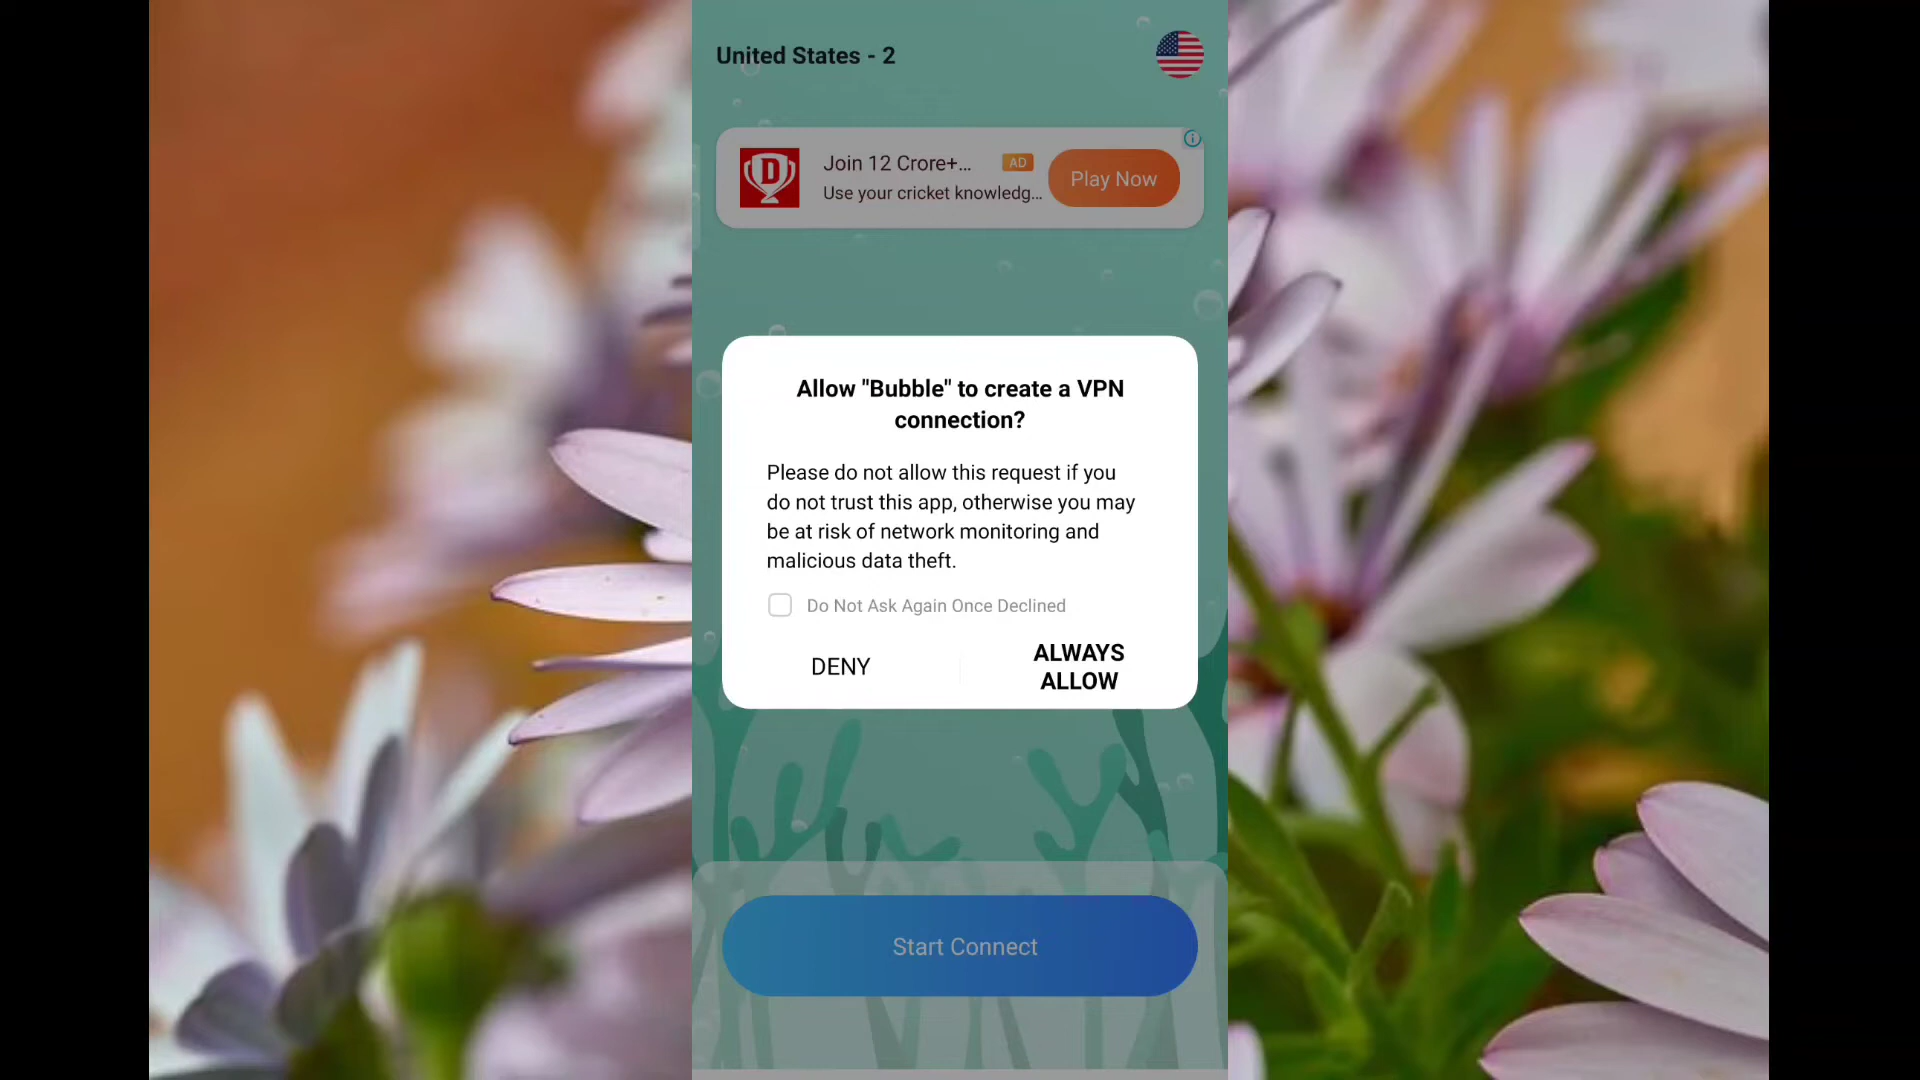 United States - 2
Join 12 Crore+...
AD
Use your cricket knowledg...
Play Now
D
Allow "Bubble" to create a VPN
connection?
Please do not allow this request if you
do not trust this app, otherwise you may
be at risk of network monitoring and
malicious data theft.
Do Not Ask Again Once Declined
DENY
ALWAYS
ALLOW
Start Connect